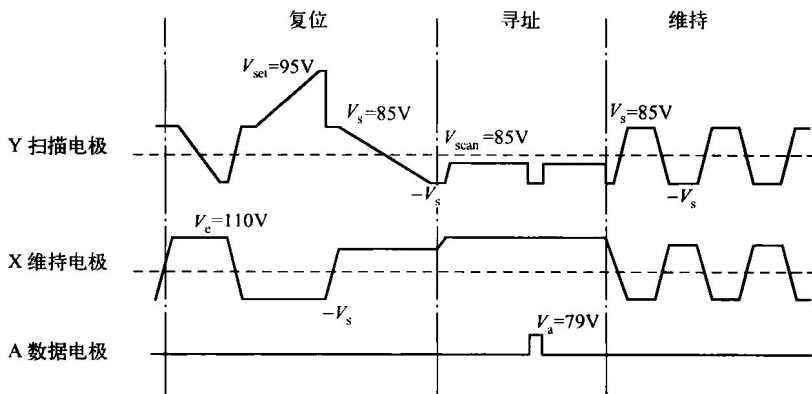 复位 寻址 维持
V_set=95V
V_s=85V V_scan=85V V_s=85V
Y 扫描电极
-V_s -V_s
V_e=110V
X 维持电极
-V_s
V_a=79V
A 数据电极